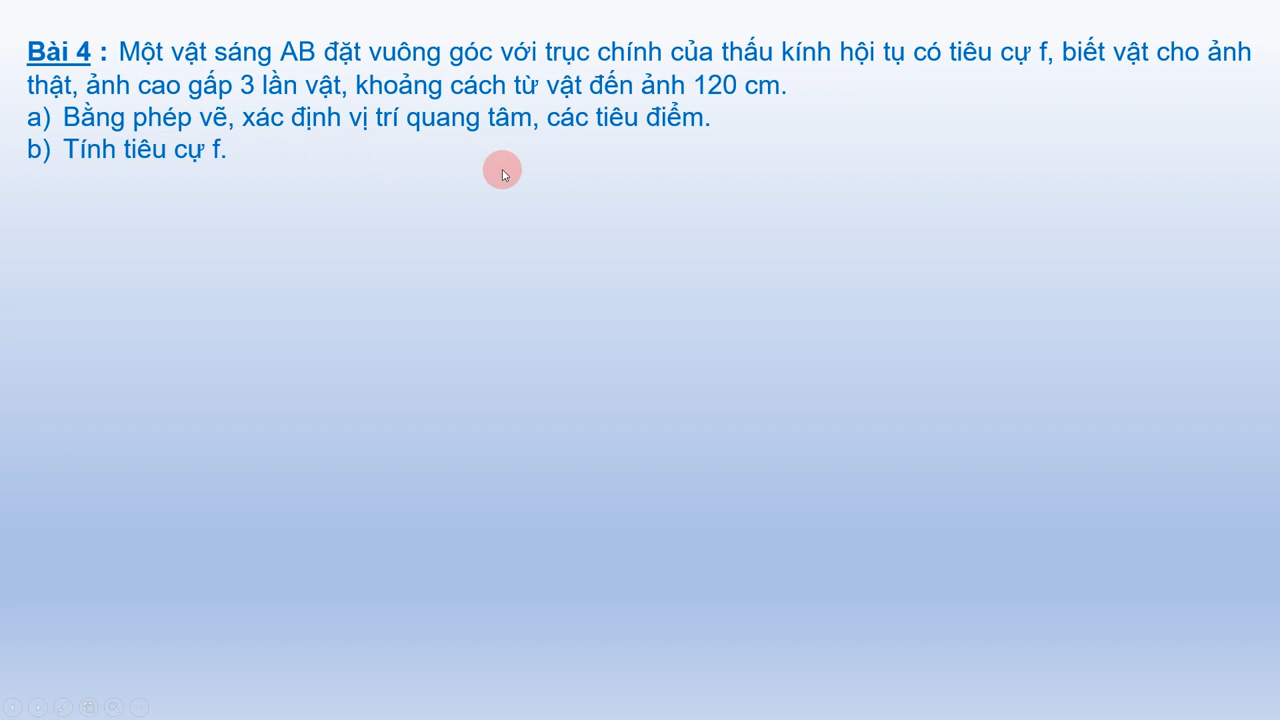 Bài 4 : Một vật sáng AB đặt vuông góc với trục chính của thấu kính hội tụ có tiêu cự f, biết vật cho ảnh
thật, ảnh cao gấp 3 lần vật, khoảng cách từ vật đến ảnh 120 cm.
a) Bằng phép vẽ, xác định vị trí quang tâm, các tiêu điểm.
b) Tính tiêu cự f.